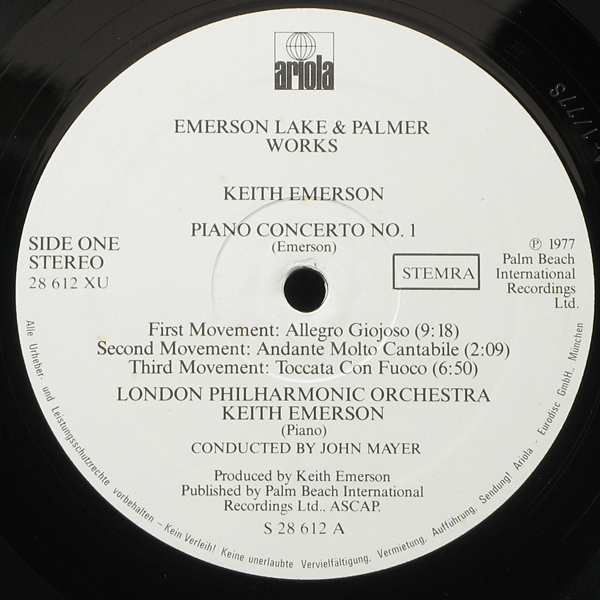 ariola
EMERSON LAKE & PALMER
WORKS
KEITH EMERSON
PIANO CONCERTO NO. 1
(Emerson)
SIDE ONE
STEREO
28 612 XU
STEMRA
℗ 1977
Palm Beach
International
Recordings
Ltd.
First Movement: Allegro Giojoso (9:18)
Second Movement: Andante Molto Cantabile (2:09)
Third Movement: Toccata Con Fuoco (6:50)
LONDON PHILHARMONIC ORCHESTRA
KEITH EMERSON
(Piano)
CONDUCTED BY JOHN MAYER
Produced by Keith Emerson
Published by Palm Beach International
Recordings Ltd., ASCAP.
S 28 612 A
Alle Urheber- und Leistungsschutzrechte vorbehalten – Kein Verleih! Keine unerlaubte Vervielfältigung, Vermietung, Aufführung, Sendung! Ariola - Eurodisc GmbH., München